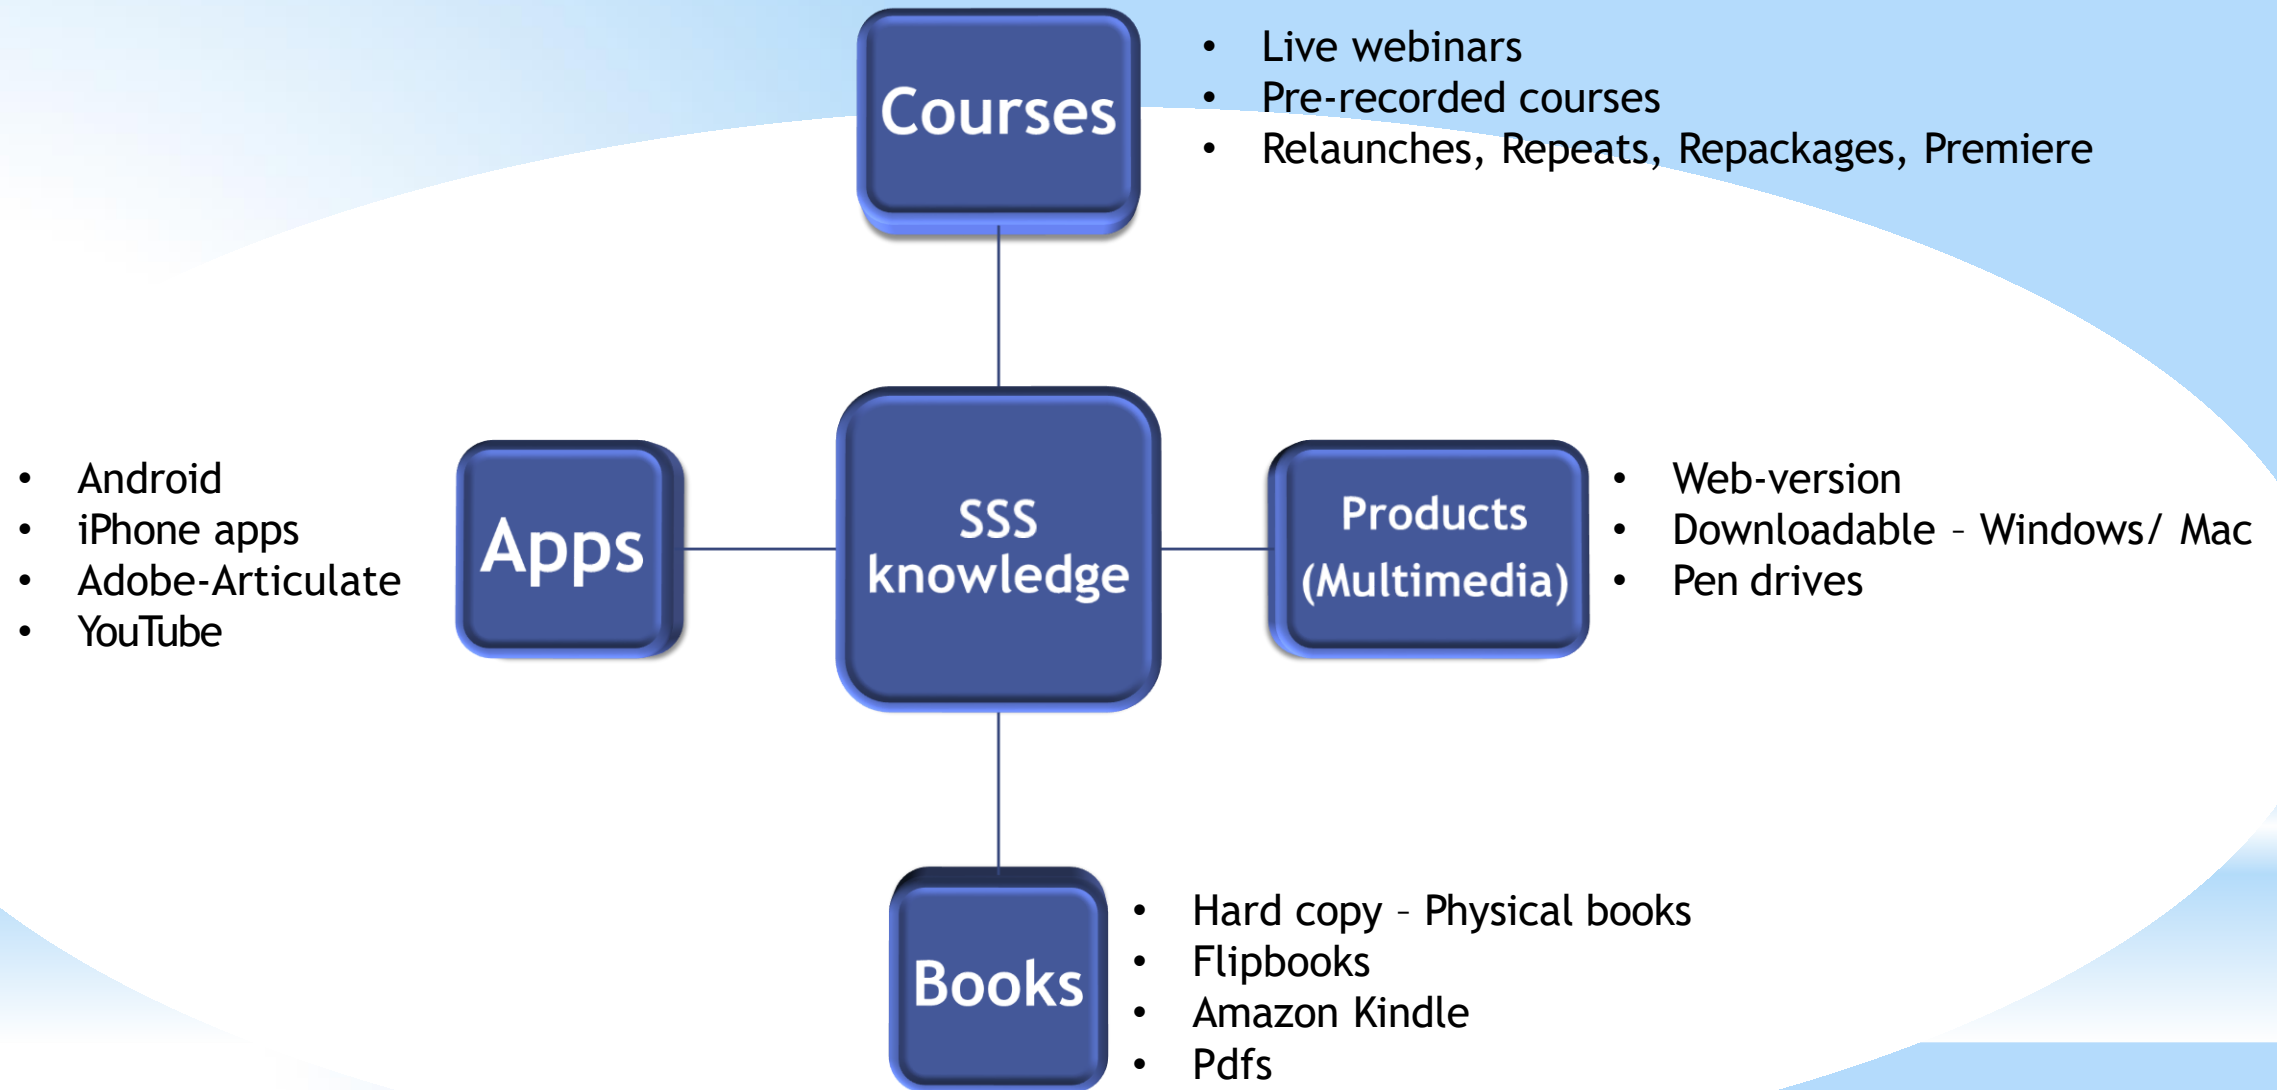 Courses
• Live webinars
• Pre-recorded courses
• Relaunches, Repeats, Repackages, Premiere
• Android
• iPhone apps
• Adobe-Articulate
• YouTube
Apps
SSS
knowledge
Products
(Multimedia)
• Web-version
• Downloadable – Windows/ Mac
• Pen drives
Books
• Hard copy – Physical books
• Flipbooks
• Amazon Kindle
• Pdfs